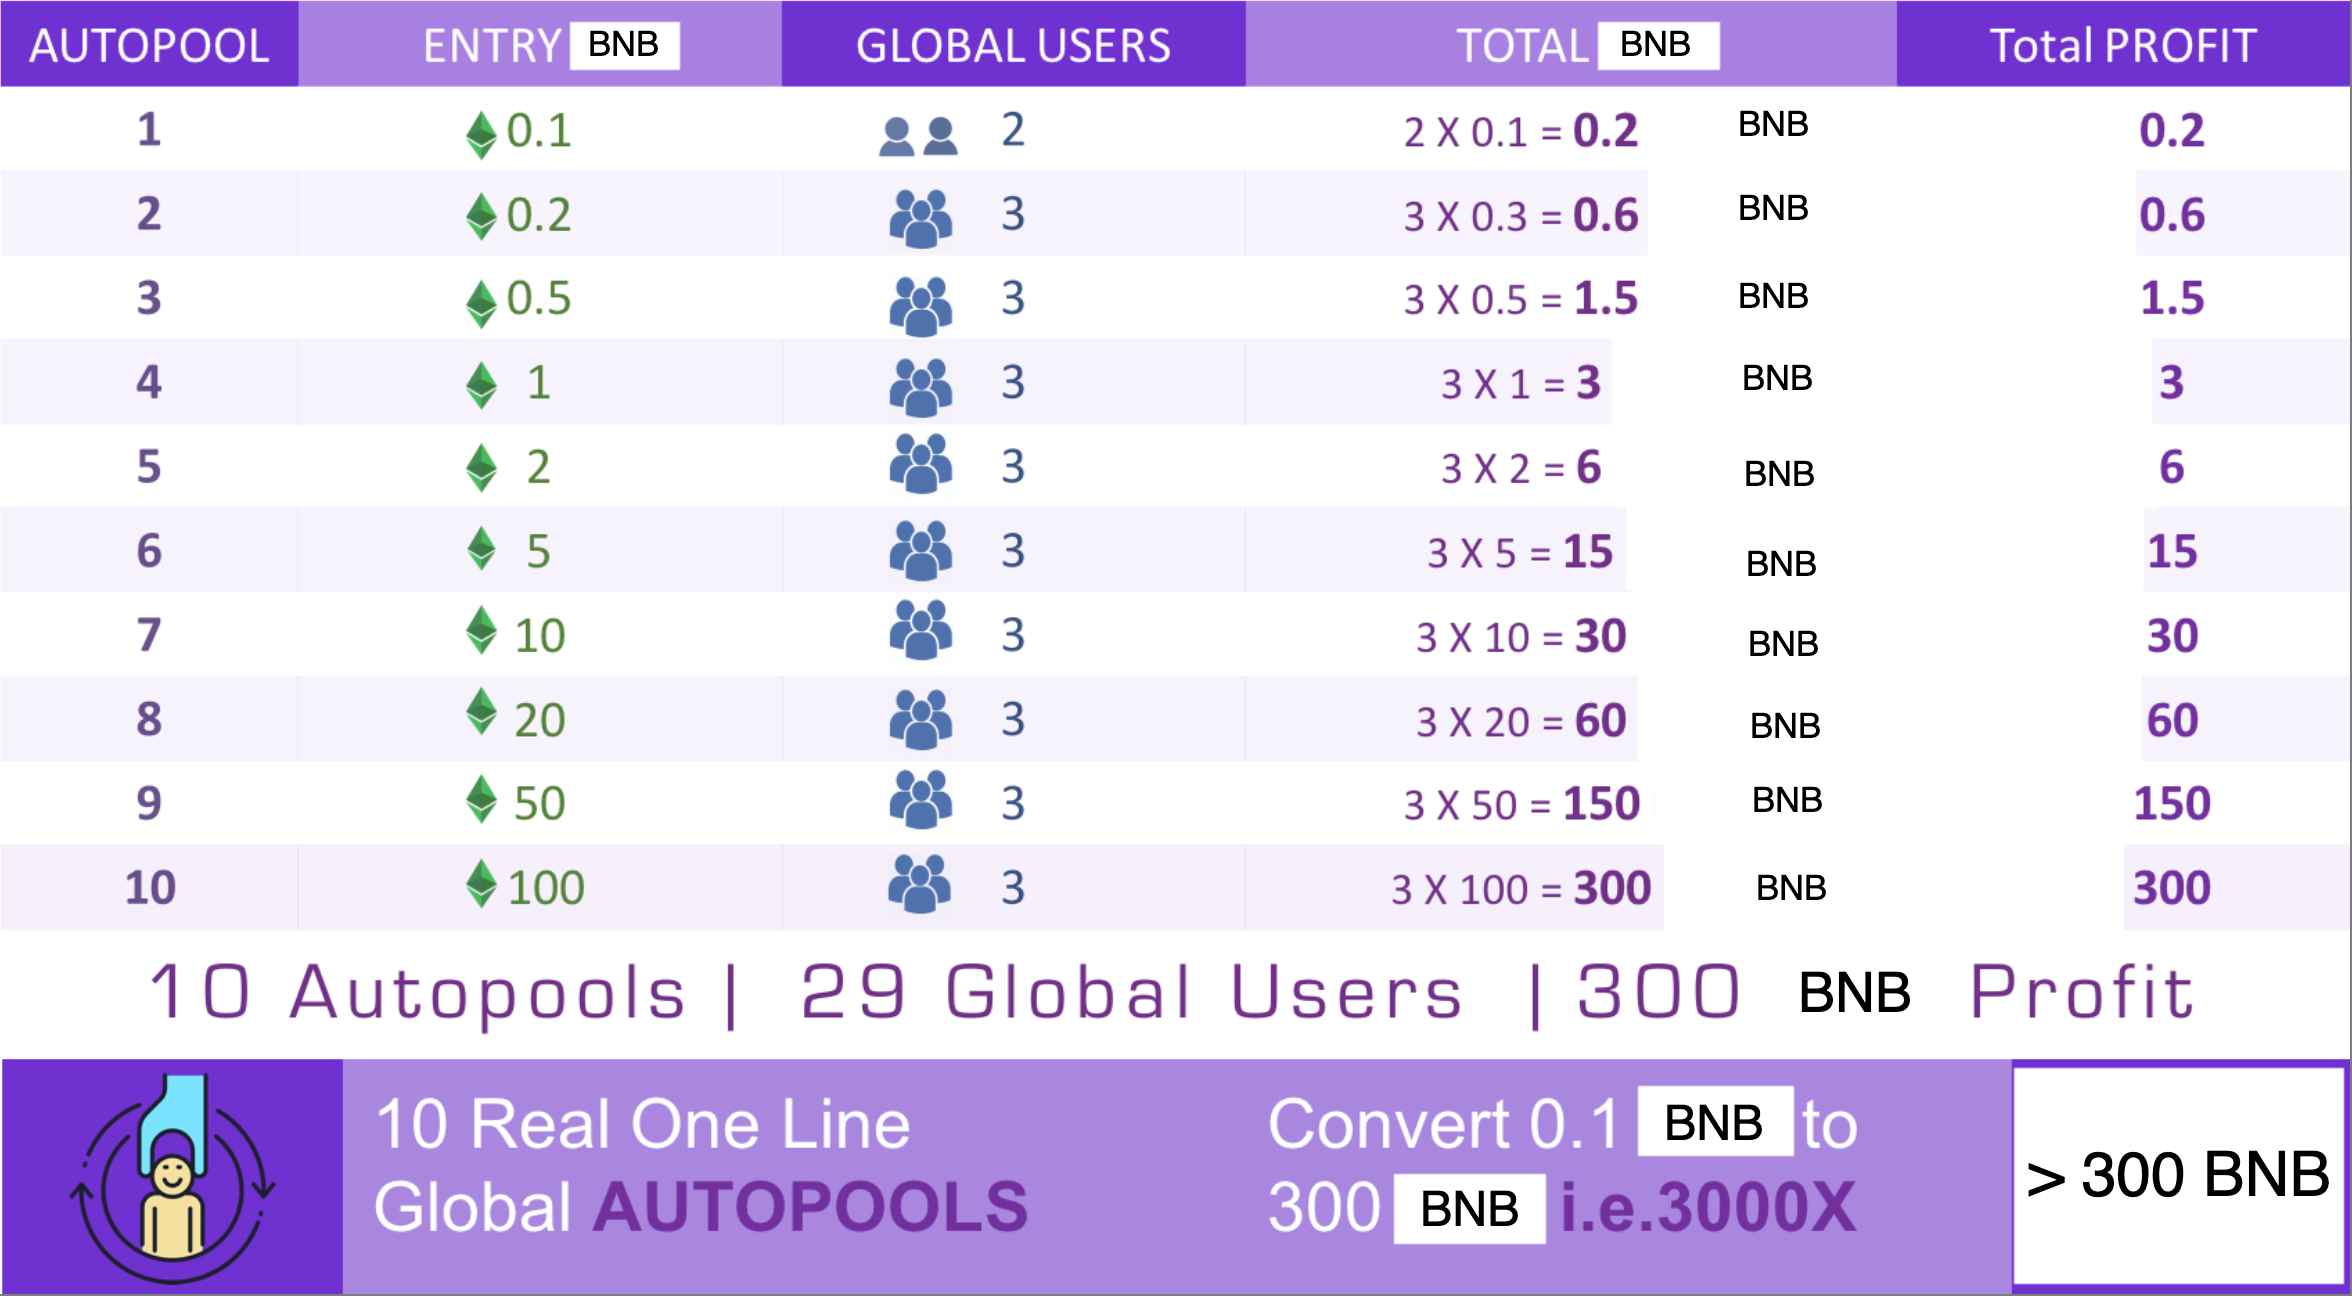 AUTOPOOL ENTRY BNB GLOBAL USERS TOTAL BNB Total PROFIT
1 0.1 2 2 X 0.1 = 0.2 BNB 0.2
2 0.2 3 3 X 0.3 = 0.6 BNB 0.6
3 0.5 3 3 X 0.5 = 1.5 BNB 1.5
4 1 3 3 X 1 = 3 BNB 3
5 2 3 3 X 2 = 6 BNB 6
6 5 3 3 X 5 = 15 BNB 15
7 10 3 3 X 10 = 30 BNB 30
8 20 3 3 X 20 = 60 BNB 60
9 50 3 3 X 50 = 150 BNB 150
10 100 3 3 X 100 = 300 BNB 300
10 Autopools | 29 Global Users | 300 BNB Profit
10 Real One Line
Global AUTOPOOLS
Convert 0.1 BNB to
300 BNB i.e.3000X
> 300 BNB